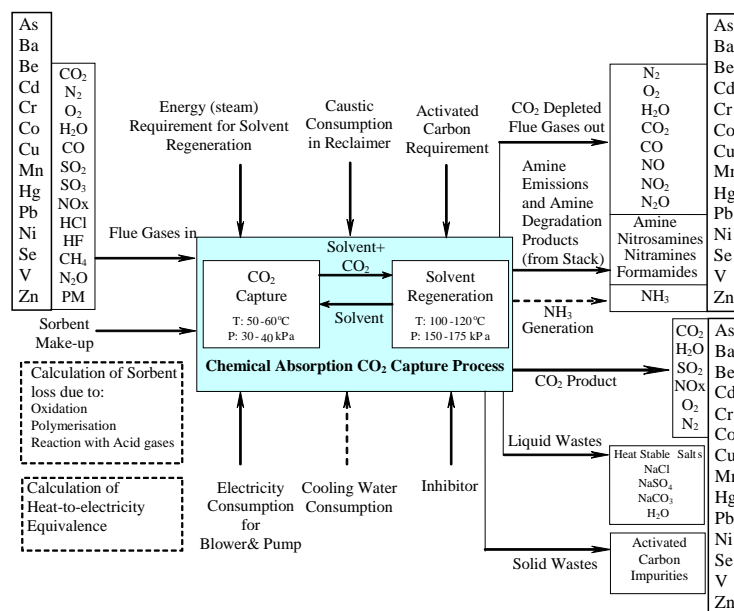 As
Ba
Be
Cd
Cr
Co
Cu
Mn
Hg
Pb
Ni
Se
V
Zn
CO₂
N₂
O₂
H₂O
CO
SO₂
SO₃
NOx
HCl
HF
CH₄
N₂O
PM
Flue Gases in
Sorbent
Make-up
Calculation of Sorbent
loss due to:
Oxidation
Polymerisation
Reaction with Acid gases
Calculation of
Heat-to-electricity
Equivalence
Energy (steam)
Requirement for Solvent
Regeneration
Caustic
Consumption
in Reclaimer
Activated
Carbon
Requirement
Solvent+
CO₂
CO₂
Capture
T: 50-60°C
P: 30-40 kPa
Solvent
Solvent
Regeneration
T: 100-120°C
P: 150-175 kPa
Chemical Absorption CO₂ Capture Process
Electricity
Consumption
for
Blower& Pump
Cooling Water
Consumption
Inhibitor
CO₂ Depleted
Flue Gases out
Amine
Emissions and Amine
Degradation
Products
(from Stack)
NH₃
Generation
CO₂ Product
Liquid Wastes
Solid Wastes
N₂
O₂
H₂O
CO₂
CO
NO
NO₂
N₂O
Amine
Nitrosamines
Nitramines
Formamides
NH₃
As
Ba
Be
Cd
Cr
Co
Cu
Mn
Hg
Pb
Ni
Se
V
Zn
CO₂
H₂O
SO₂
NOx
O₂
N₂
Heat Stable Salts
NaCl
NaSO₄
NaCO₃
H₂O
Activated
Carbon
Impurities
As
Ba
Be
Cd
Cr
Co
Cu
Mn
Hg
Pb
Ni
Se
V
Zn